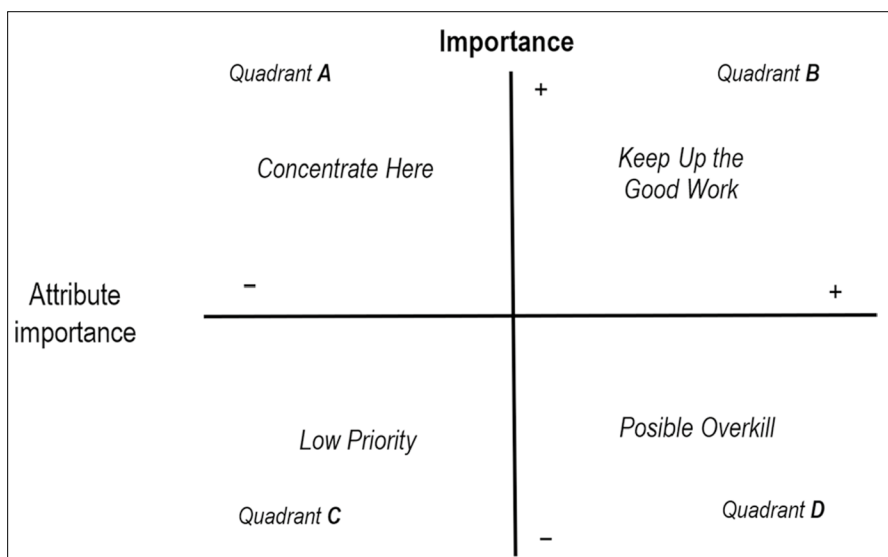 Importance
Quadrant A
+
Quadrant B
Concentrate Here
Keep Up the
Good Work
Attribute
importance
–
+
Low Priority
Posible Overkill
Quadrant C
Quadrant D
–